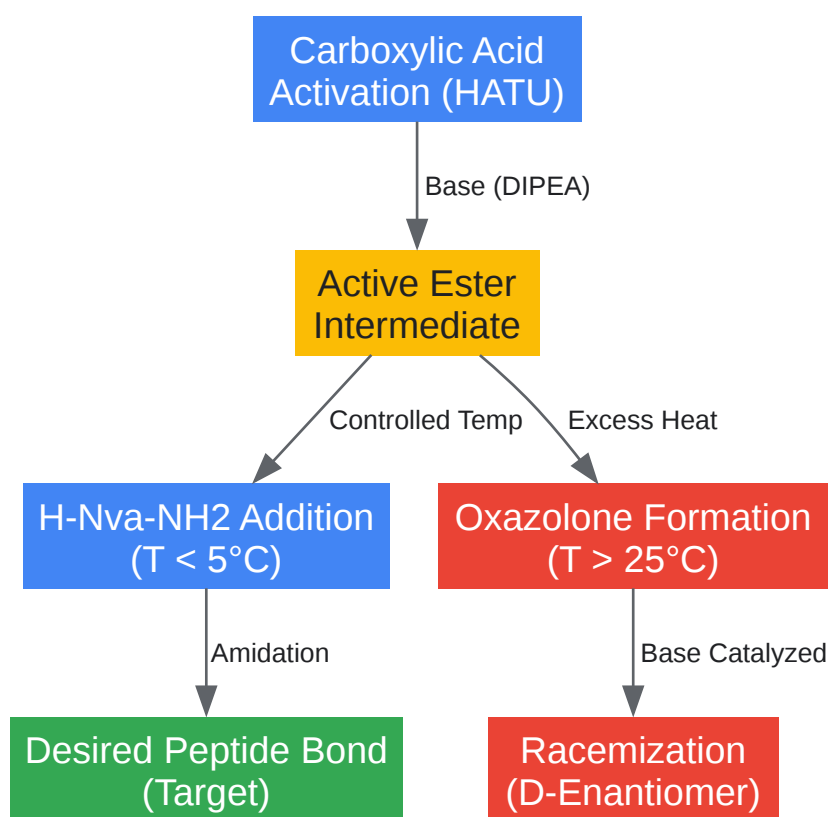 Carboxylic Acid
Activation (HATU)
Base (DIPEA)
Active Ester
Intermediate
Controlled Temp
Excess Heat
H-Nva-NH2 Addition
(T < 5°C)
Oxazolone Formation
(T > 25°C)
Amidation
Base Catalyzed
Desired Peptide Bond
(Target)
Racemization
(D-Enantiomer)